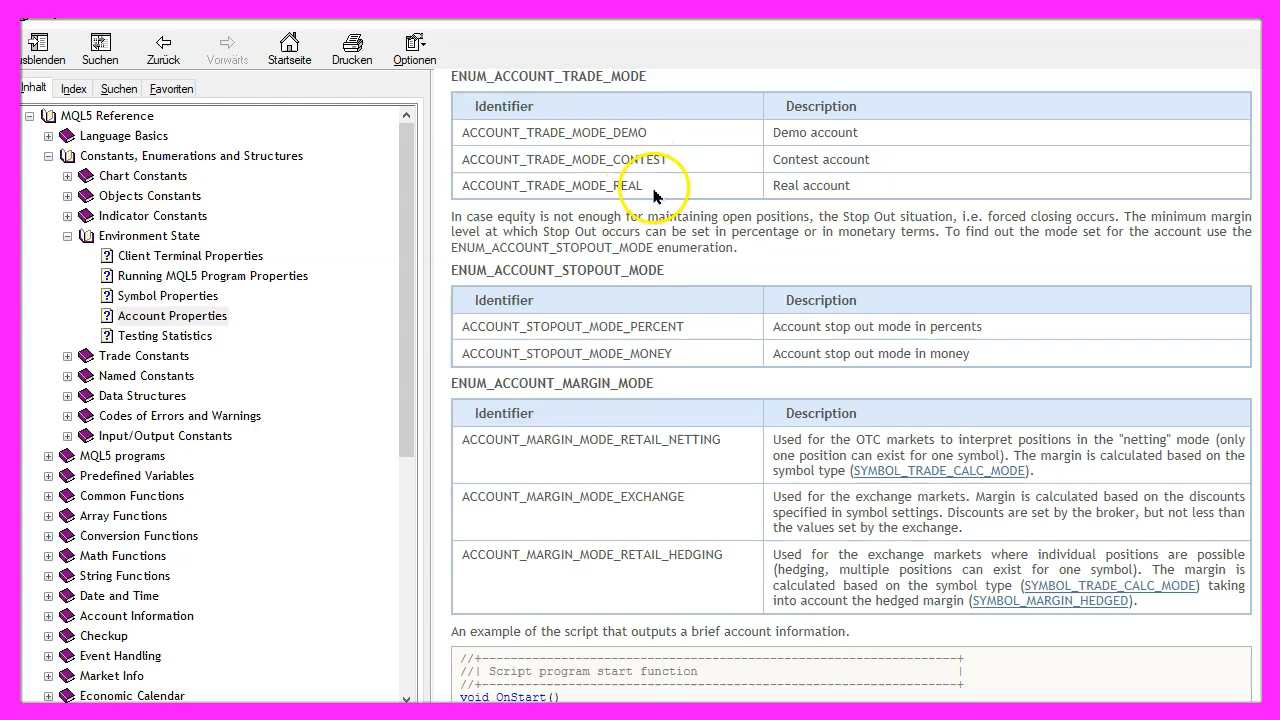 usblenden Suchen Zurück Vorwärts Startseite Drucken Optionen
Inhalt Index Suchen Favoriten
MQL5 Reference
Language Basics
Constants, Enumerations and Structures
Chart Constants
Objects Constants
Indicator Constants
Environment State
Client Terminal Properties
Running MQL5 Program Properties
Symbol Properties
Account Properties
Testing Statistics
Trade Constants
Named Constants
Data Structures
Codes of Errors and Warnings
Input/Output Constants
MQL5 programs
Predefined Variables
Common Functions
Array Functions
Conversion Functions
Math Functions
String Functions
Date and Time
Account Information
Checkup
Event Handling
Market Info
Economic Calendar
ENUM_ACCOUNT_TRADE_MODE
Identifier Description
ACCOUNT_TRADE_MODE_DEMO Demo account
ACCOUNT_TRADE_MODE_CONTEST Contest account
ACCOUNT_TRADE_MODE_REAL Real account
In case equity is not enough for maintaining open positions, the Stop Out situation, i.e. forced closing occurs. The minimum margin
level at which Stop Out occurs can be set in percentage or in monetary terms. To find out the mode set for the account use the
ENUM_ACCOUNT_STOPOUT_MODE enumeration.
ENUM_ACCOUNT_STOPOUT_MODE
Identifier Description
ACCOUNT_STOPOUT_MODE_PERCENT Account stop out mode in percents
ACCOUNT_STOPOUT_MODE_MONEY Account stop out mode in money
ENUM_ACCOUNT_MARGIN_MODE
Identifier Description
ACCOUNT_MARGIN_MODE_RETAIL_NETTING Used for the OTC markets to interpret positions in the "netting" mode (only
one position can exist for one symbol). The margin is calculated based on the
symbol type (SYMBOL_TRADE_CALC_MODE).
ACCOUNT_MARGIN_MODE_EXCHANGE Used for the exchange markets. Margin is calculated based on the discounts
specified in symbol settings. Discounts are set by the broker, but not less than
the values set by the exchange.
ACCOUNT_MARGIN_MODE_RETAIL_HEDGING Used for the exchange markets where individual positions are possible
(hedging, multiple positions can exist for one symbol). The margin is
calculated based on the symbol type (SYMBOL_TRADE_CALC_MODE) taking
into account the hedged margin (SYMBOL_MARGIN_HEDGED).
An example of the script that outputs a brief account information.
//+------------------------------------------------------------------+
//| Script program start function |
//+------------------------------------------------------------------+
void OnStart()